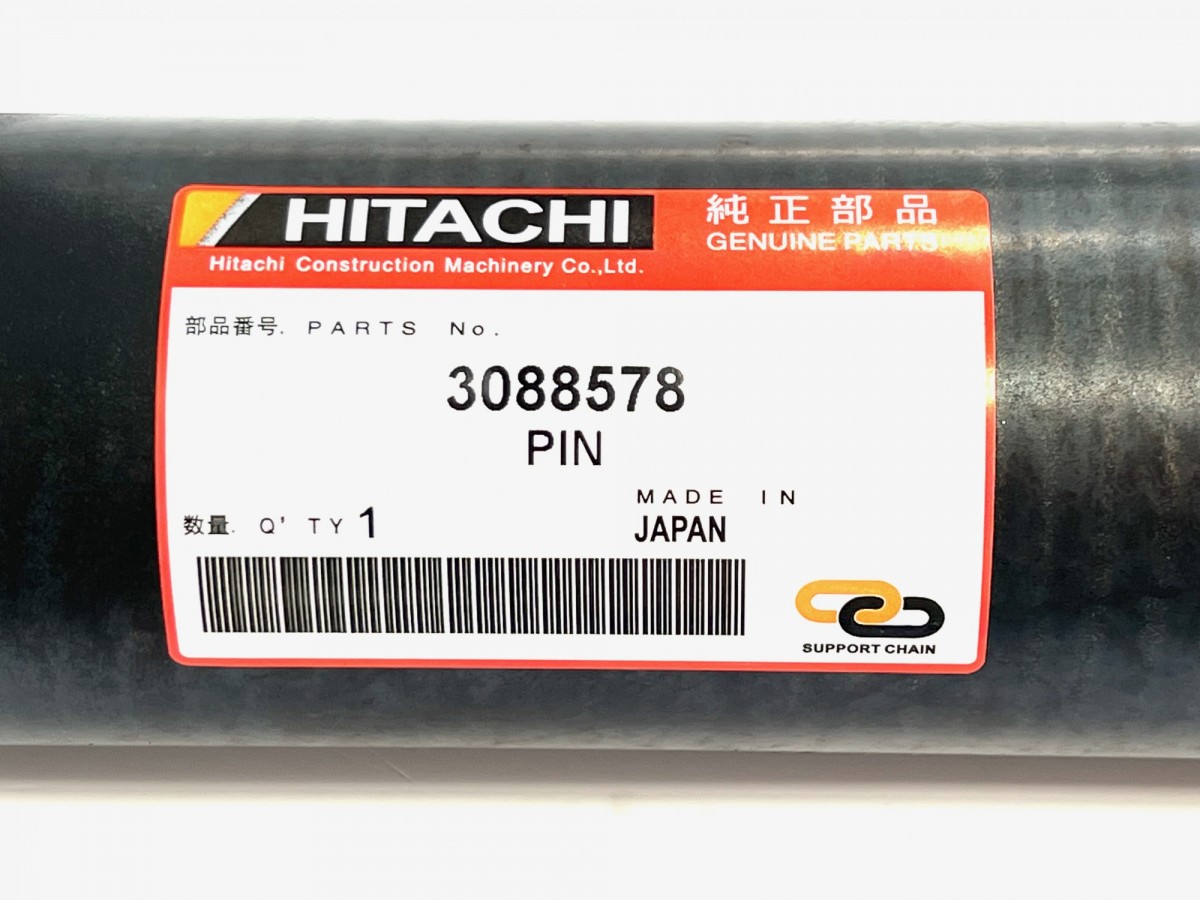 HITACHI
純正部品
GENUINE PARTS
Hitachi Construction Machinery Co.,Ltd.
部品番号. PARTS No.
3088578
PIN
MADE IN
JAPAN
数量. Q'TY 1
SUPPORT CHAIN